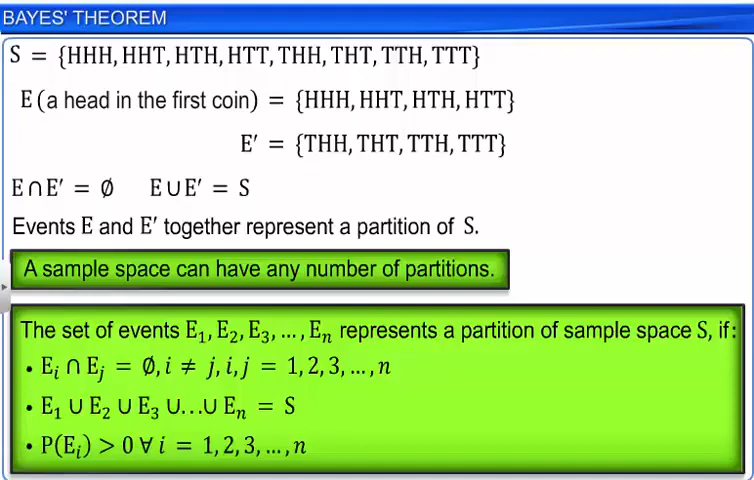 BAYES' THEOREM
S = {HHH, HHT, HTH, HTT, THH, THT, TTH, TTT}
E (a head in the first coin) = {HHH, HHT, HTH, HTT}
E′ = {THH, THT, TTH, TTT}
E ∩ E′ = ∅ E ∪ E′ = S
Events E and E′ together represent a partition of S.
A sample space can have any number of partitions.
The set of events E₁, E₂, E₃, ..., Eₙ represents a partition of sample space S, if:
• Eᵢ ∩ Eⱼ = ∅, i ≠ j, i, j = 1, 2, 3, ..., n
• E₁ ∪ E₂ ∪ E₃ ∪...∪ Eₙ = S
• P(Eᵢ) > 0 ∀ i = 1, 2, 3, ..., n